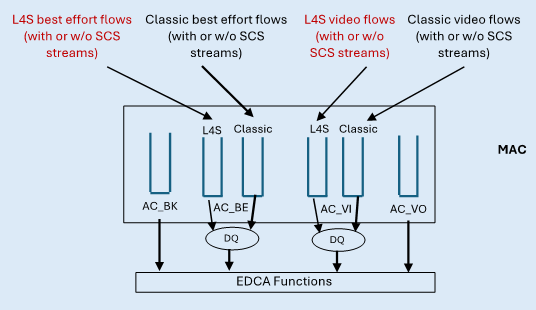 L4S best effort flows
(with or w/o SCS
streams)
Classic best effort flows
(with or w/o SCS
streams)
L4S video flows
(with or w/o
SCS streams)
Classic video flows
(with or w/o SCS
streams)
L4S
Classic
L4S
Classic
MAC
AC_BK
AC_BE
AC_VI
AC_VO
DQ
DQ
EDCA Functions